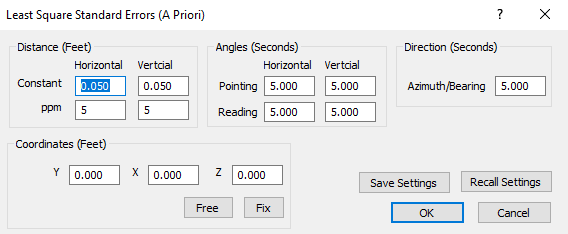 Least Square Standard Errors (A Priori) ? ×
Distance (Feet)
Horizontal Vertcial
Constant 0.050 0.050
ppm 5 5
Angles (Seconds)
Horizontal Vertcial
Pointing 5.000 5.000
Reading 5.000 5.000
Direction (Seconds)
Azimuth/Bearing 5.000
Coordinates (Feet)
Y 0.000 X 0.000 Z 0.000
Free Fix
Save Settings Recall Settings
OK Cancel